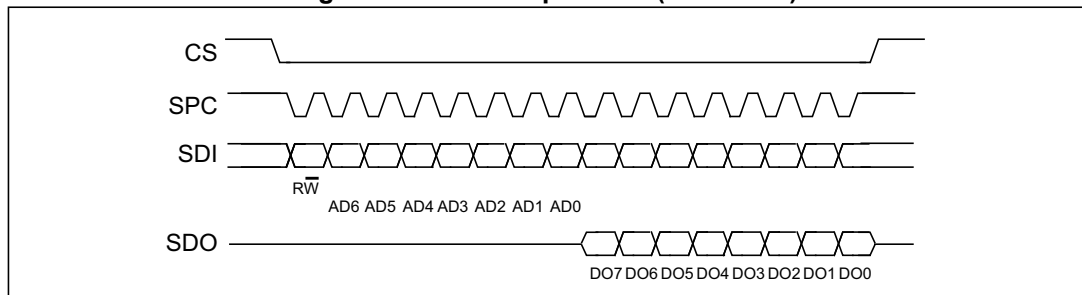 CS
SPC
SDI
RW
AD6 AD5 AD4 AD3 AD2 AD1 AD0
SDO
DO7 DO6 DO5 DO4 DO3 DO2 DO1 DO0